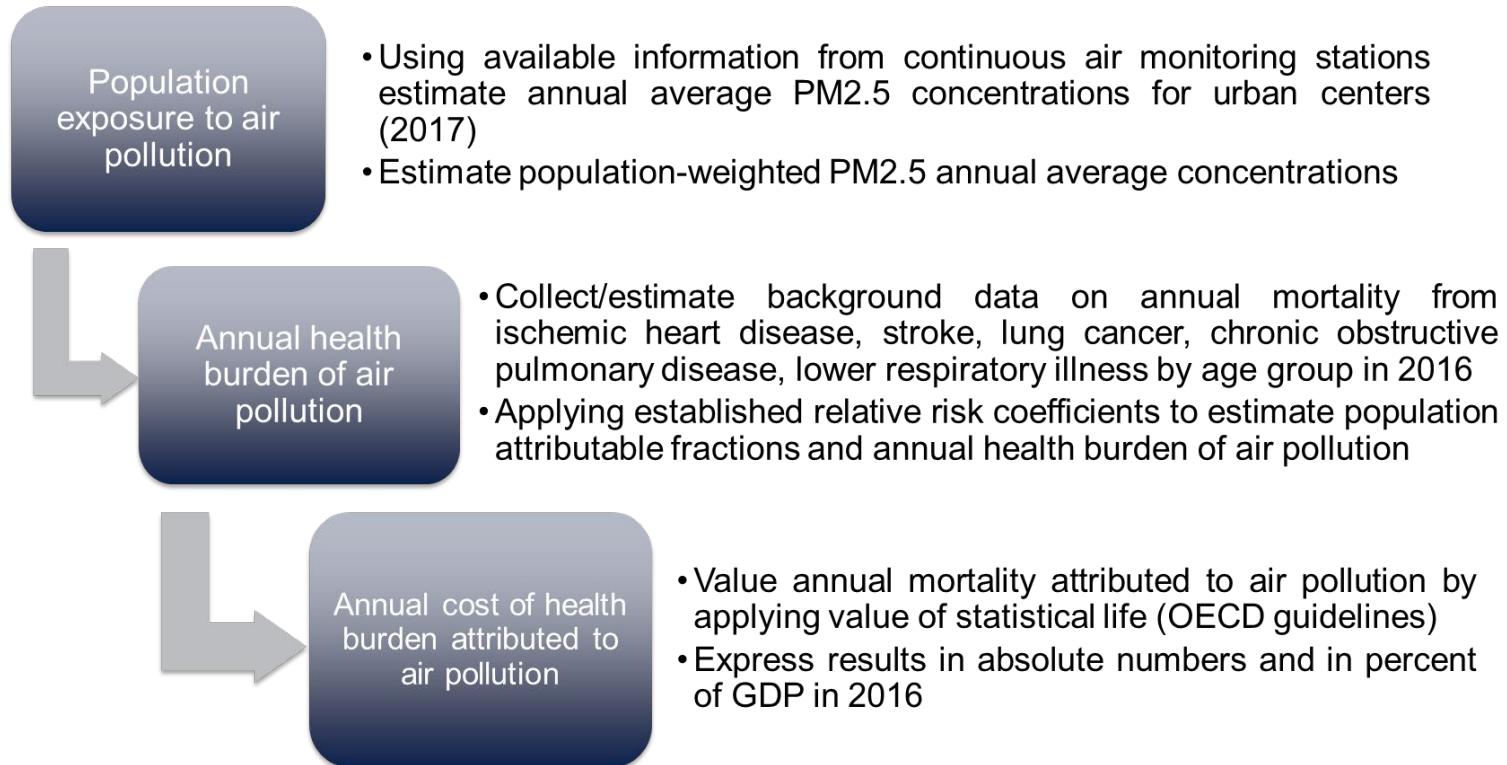 Population
exposure to air
pollution
• Using available information from continuous air monitoring stations
estimate annual average PM2.5 concentrations for urban centers
(2017)
• Estimate population-weighted PM2.5 annual average concentrations
Annual health
burden of air
pollution
• Collect/estimate background data on annual mortality from
ischemic heart disease, stroke, lung cancer, chronic obstructive
pulmonary disease, lower respiratory illness by age group in 2016
• Applying established relative risk coefficients to estimate population
attributable fractions and annual health burden of air pollution
Annual cost of health
burden attributed to
air pollution
• Value annual mortality attributed to air pollution by
applying value of statistical life (OECD guidelines)
• Express results in absolute numbers and in percent
of GDP in 2016